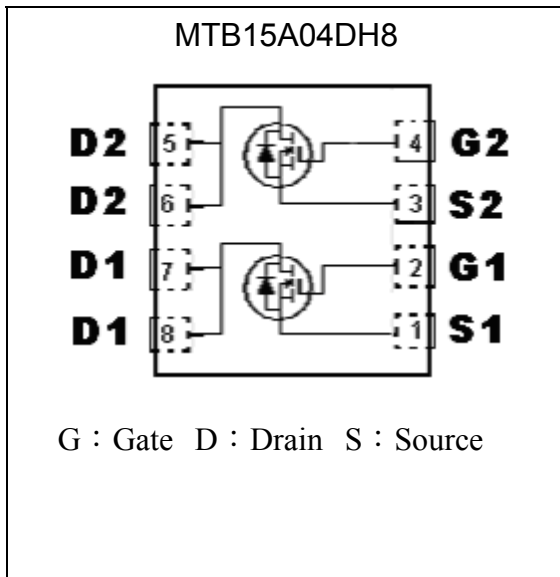 MTB15A04DH8
D2 5 4 G2
D2 6 3 S2
D1 7 2 G1
D1 8 1 S1
G：Gate D：Drain S：Source